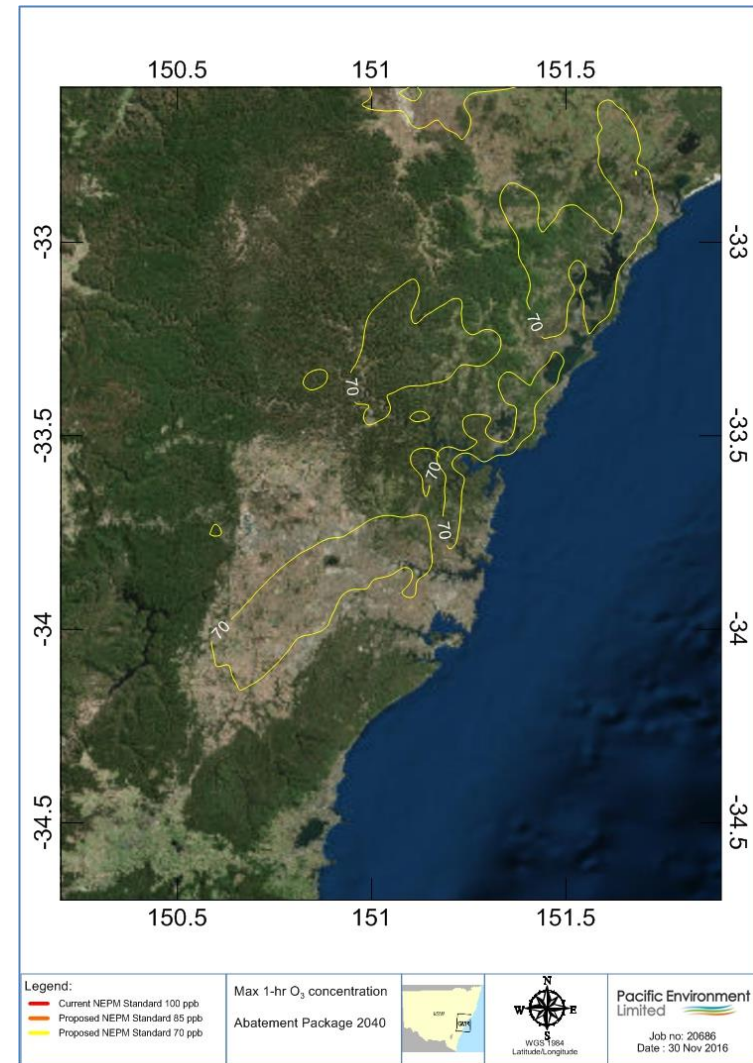 150.5 151 151.5
-33
-33
70
70
-33.5
-33.5
70
70
70
-34
-34
-34.5
-34.5
150.5 151 151.5
Legend:
Current NEPM Standard 100 ppb
Proposed NEPM Standard 85 ppb
Proposed NEPM Standard 70 ppb
Max 1-hr O₃ concentration
Abatement Package 2040
NSW
GMR
N
W E
S
WGS 1984
Latitude/Longitude
Pacific Environment
Limited
Job no: 20686
Date : 30 Nov 2016